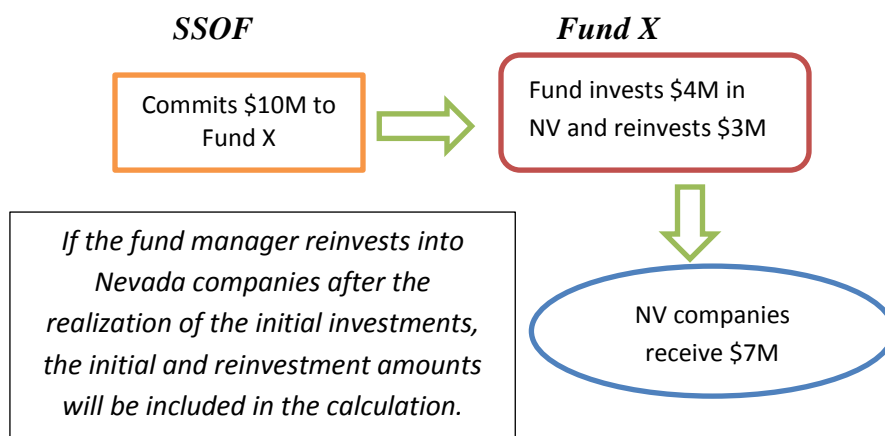 SSOF
Fund X
Commits $10M to
Fund X
Fund invests $4M in
NV and reinvests $3M
If the fund manager reinvests into
Nevada companies after the
realization of the initial investments,
the initial and reinvestment amounts
will be included in the calculation.
NV companies
receive $7M